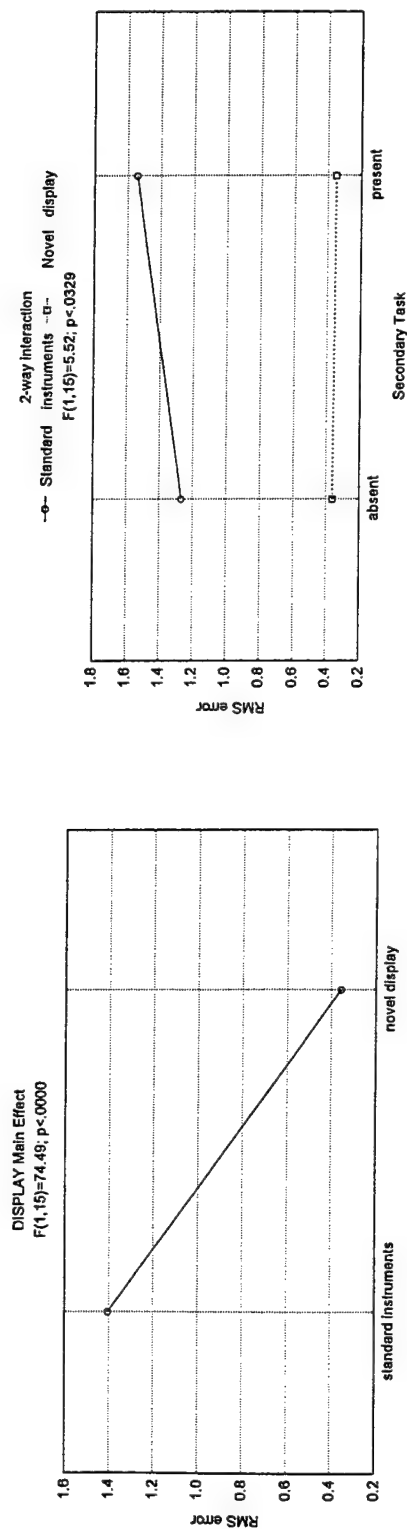 DISPLAY Main Effect
F(1,15)=74.49; p<.0000
1.6
1.4
1.2
1.0
0.8
0.6
0.4
0.2
RMS error
standard instruments
novel display
2-way interaction
Standard instruments Novel display
F(1,15)=5.52; p<.0329
1.8
1.6
1.4
1.2
1.0
0.8
0.6
0.4
0.2
RMS error
absent
present
Secondary Task